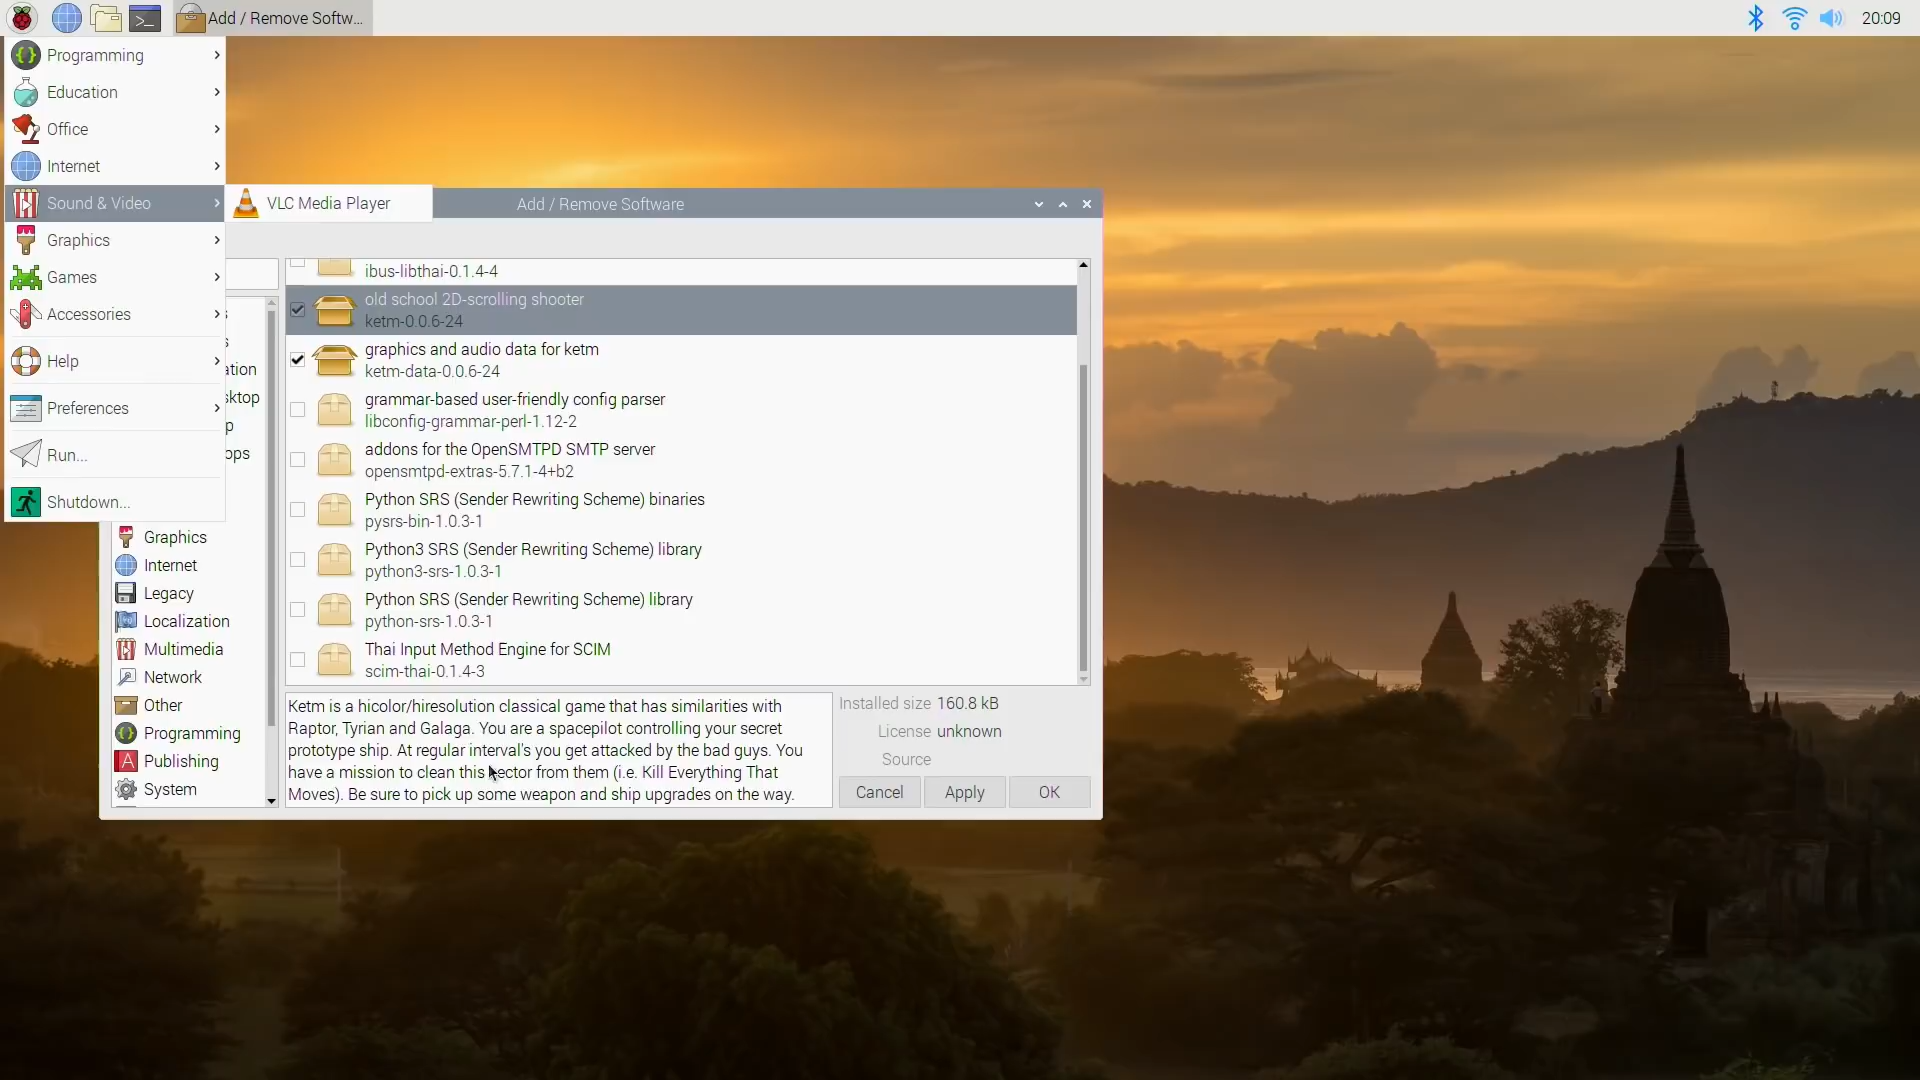 Add / Remove Softw...
20:09
Programming
Education
Office
Internet
Sound & Video
Graphics
Games
Accessories
Help
Preferences
Run...
Shutdown...
VLC Media Player
Add / Remove Software
s
s
ation
sktop
p
ops
Graphics
Internet
Legacy
Localization
Multimedia
Network
Other
Programming
Publishing
System
ibus-libthai-0.1.4-4
old school 2D-scrolling shooter
ketm-0.0.6-24
graphics and audio data for ketm
ketm-data-0.0.6-24
grammar-based user-friendly config parser
libconfig-grammar-perl-1.12-2
addons for the OpenSMTPD SMTP server
opensmtpd-extras-5.7.1-4+b2
Python SRS (Sender Rewriting Scheme) binaries
pysrs-bin-1.0.3-1
Python3 SRS (Sender Rewriting Scheme) library
python3-srs-1.0.3-1
Python SRS (Sender Rewriting Scheme) library
python-srs-1.0.3-1
Thai Input Method Engine for SCIM
scim-thai-0.1.4-3
Ketm is a hicolor/hiresolution classical game that has similarities with
Raptor, Tyrian and Galaga. You are a spacepilot controlling your secret
prototype ship. At regular interval's you get attacked by the bad guys. You
have a mission to clean this sector from them (i.e. Kill Everything That
Moves). Be sure to pick up some weapon and ship upgrades on the way.
Installed size 160.8 kB
License unknown
Source
Cancel
Apply
OK